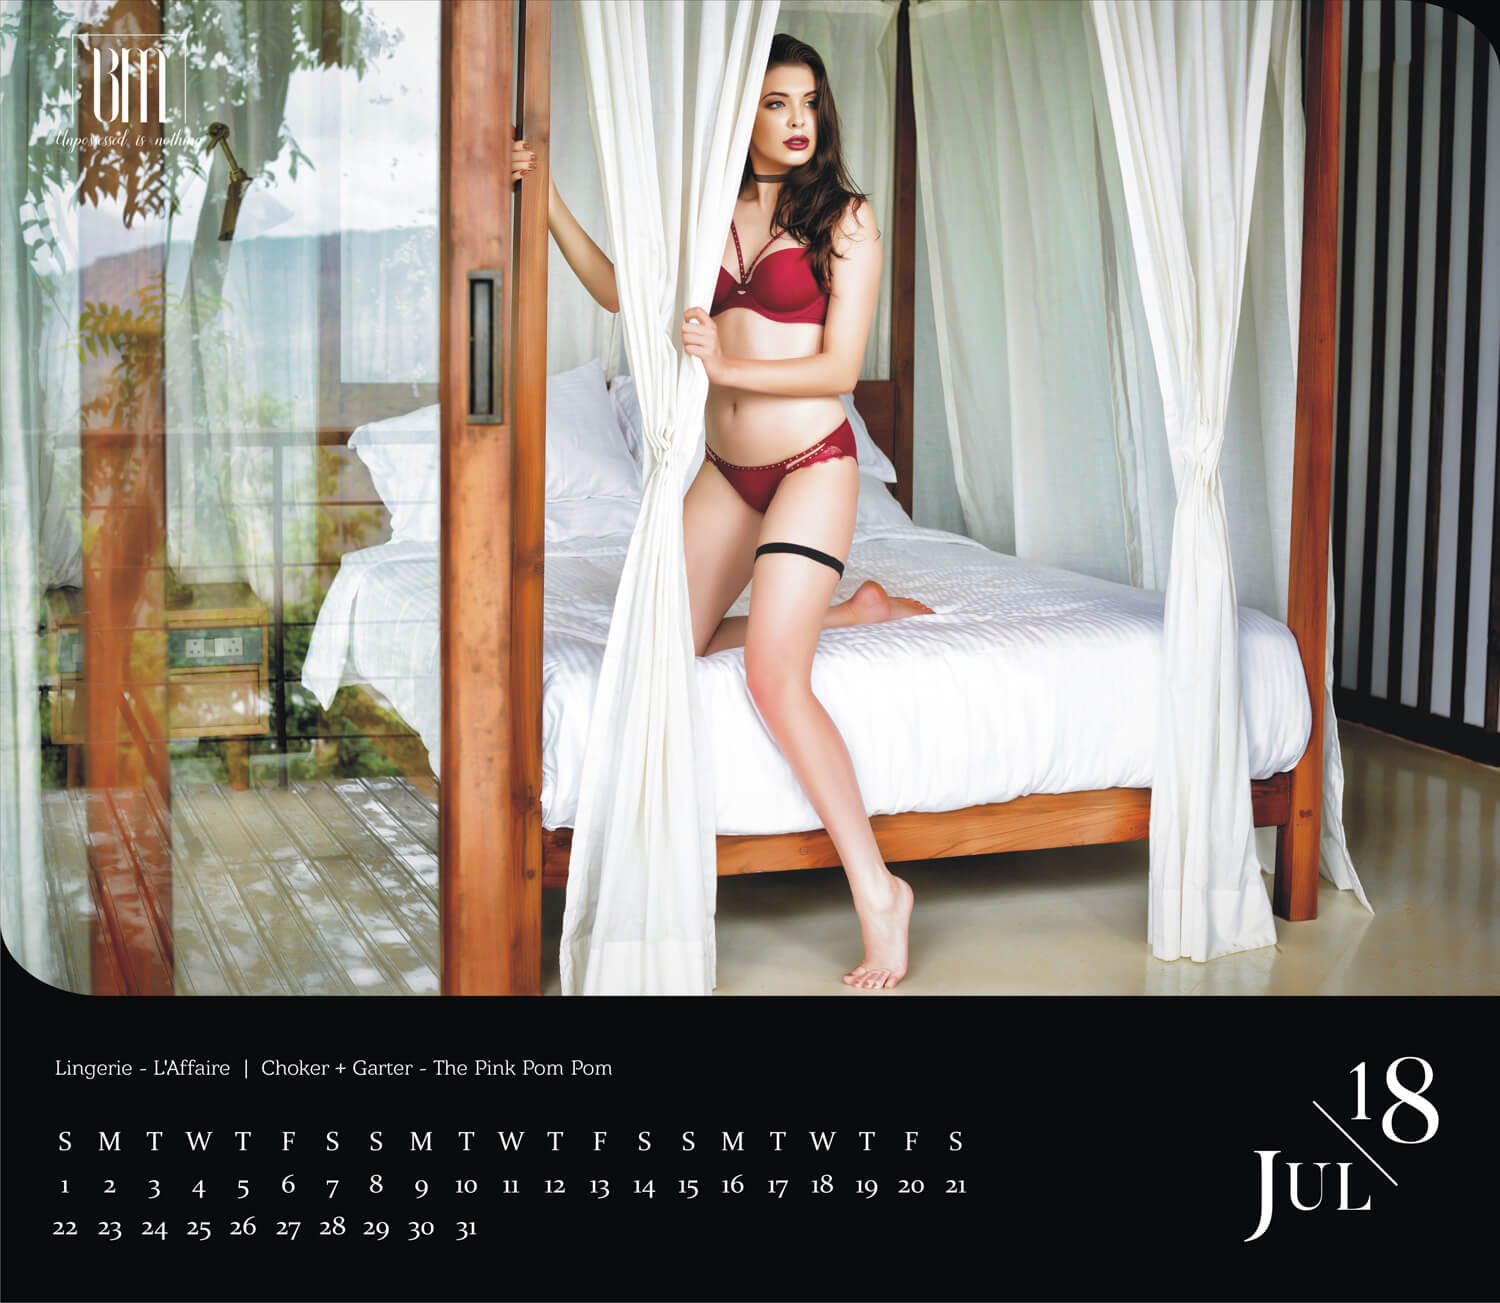 BM
Unpossessed, is nothing
Lingerie - L'Affaire | Choker + Garter - The Pink Pom Pom
18
JUL
S M T W T F S S M T W T F S S M T W T F S
1 2 3 4 5 6 7 8 9 10 11 12 13 14 15 16 17 18 19 20 21
22 23 24 25 26 27 28 29 30 31